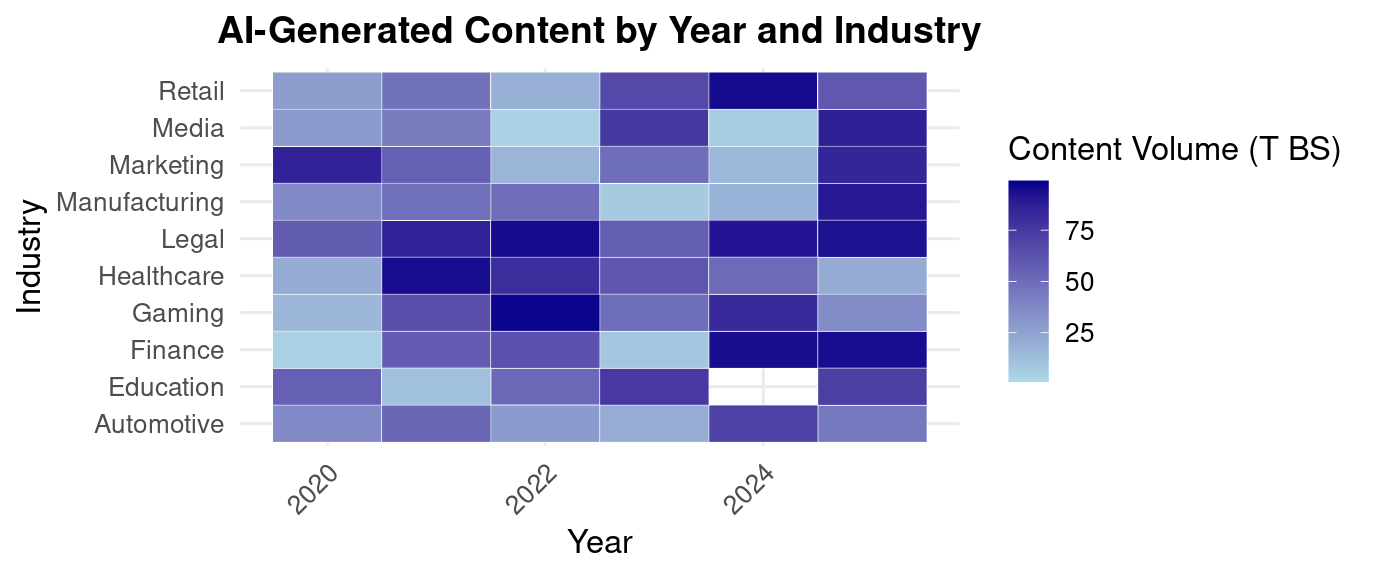 AI-Generated Content by Year and Industry
Retail
Media
Marketing
Manufacturing
Legal
Healthcare
Gaming
Finance
Education
Automotive
Industry
2020
2022
2024
Year
Content Volume (T BS)
75
50
25